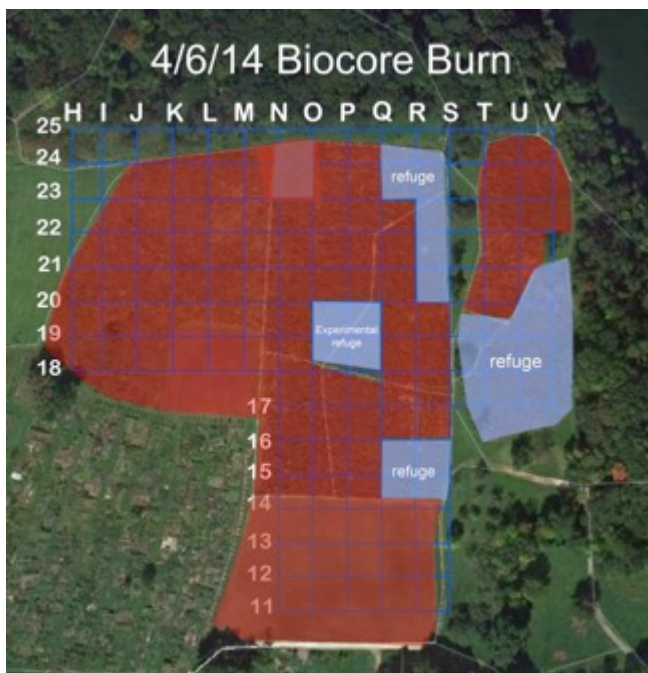 4/6/14 Biocore Burn
H I J K L M N O P Q R S T U V
25
24
refuge
23
22
21
20
Experimental
refuge
19
refuge
18
17
16
refuge
15
14
13
12
11